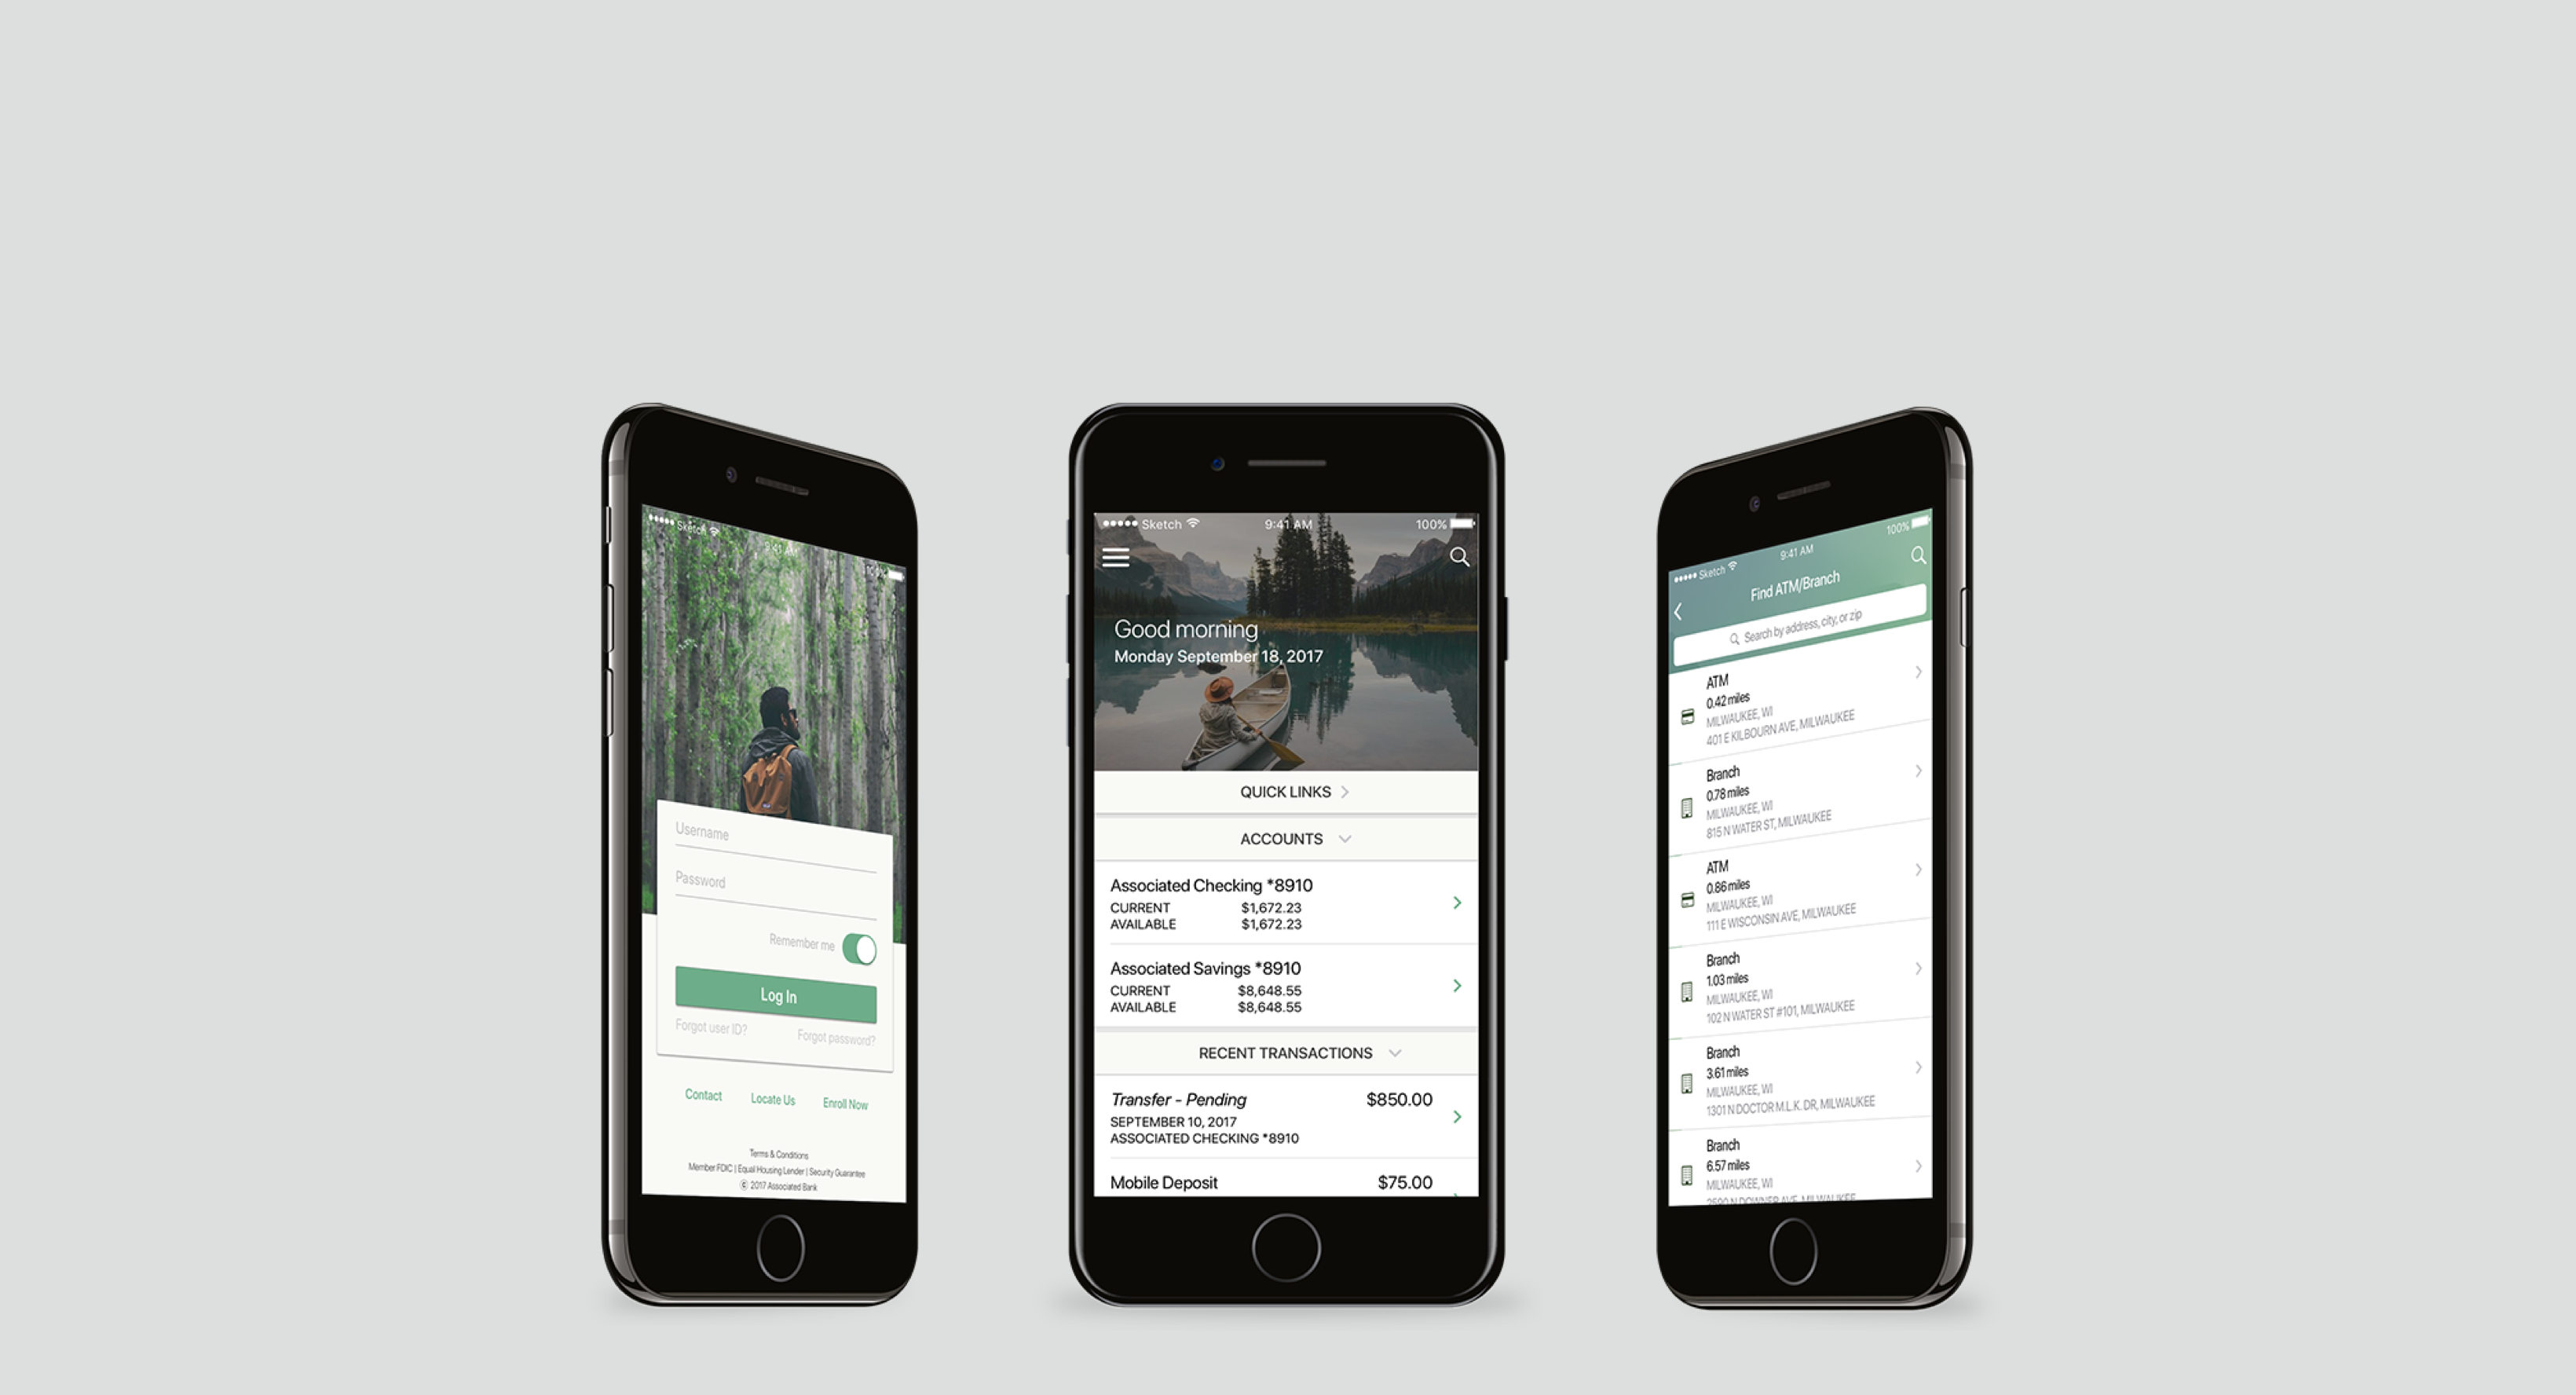 Sketch
9:41 AM
100%
Username
Password
Remember me
Log In
Forgot user ID?
Forgot password?
Contact
Locate Us
Enroll Now
Terms & Conditions
Member FDIC | Equal Housing Lender | Security Guarantee
© 2017 Associated Bank
Sketch
9:41 AM
100%
Good morning
Monday September 18, 2017
QUICK LINKS
ACCOUNTS
Associated Checking *8910
CURRENT $1,672.23
AVAILABLE $1,672.23
Associated Savings *8910
CURRENT $8,648.55
AVAILABLE $8,648.55
RECENT TRANSACTIONS
Transfer - Pending $850.00
SEPTEMBER 10, 2017
ASSOCIATED CHECKING *8910
Mobile Deposit $75.00
Sketch
9:41 AM
100%
Find ATM/Branch
Search by address, city, or zip
ATM
0.42 miles
MILWAUKEE, WI
401 E KILBOURN AVE, MILWAUKEE
Branch
0.78 miles
MILWAUKEE, WI
815 N WATER ST, MILWAUKEE
ATM
0.86 miles
MILWAUKEE, WI
111 E WISCONSIN AVE, MILWAUKEE
Branch
1.03 miles
MILWAUKEE, WI
102 N WATER ST #101, MILWAUKEE
Branch
3.61 miles
MILWAUKEE, WI
1301 N DOCTOR M.L.K. DR, MILWAUKEE
Branch
6.57 miles
MILWAUKEE, WI
N DOWNER AVE, MILWAUKEE